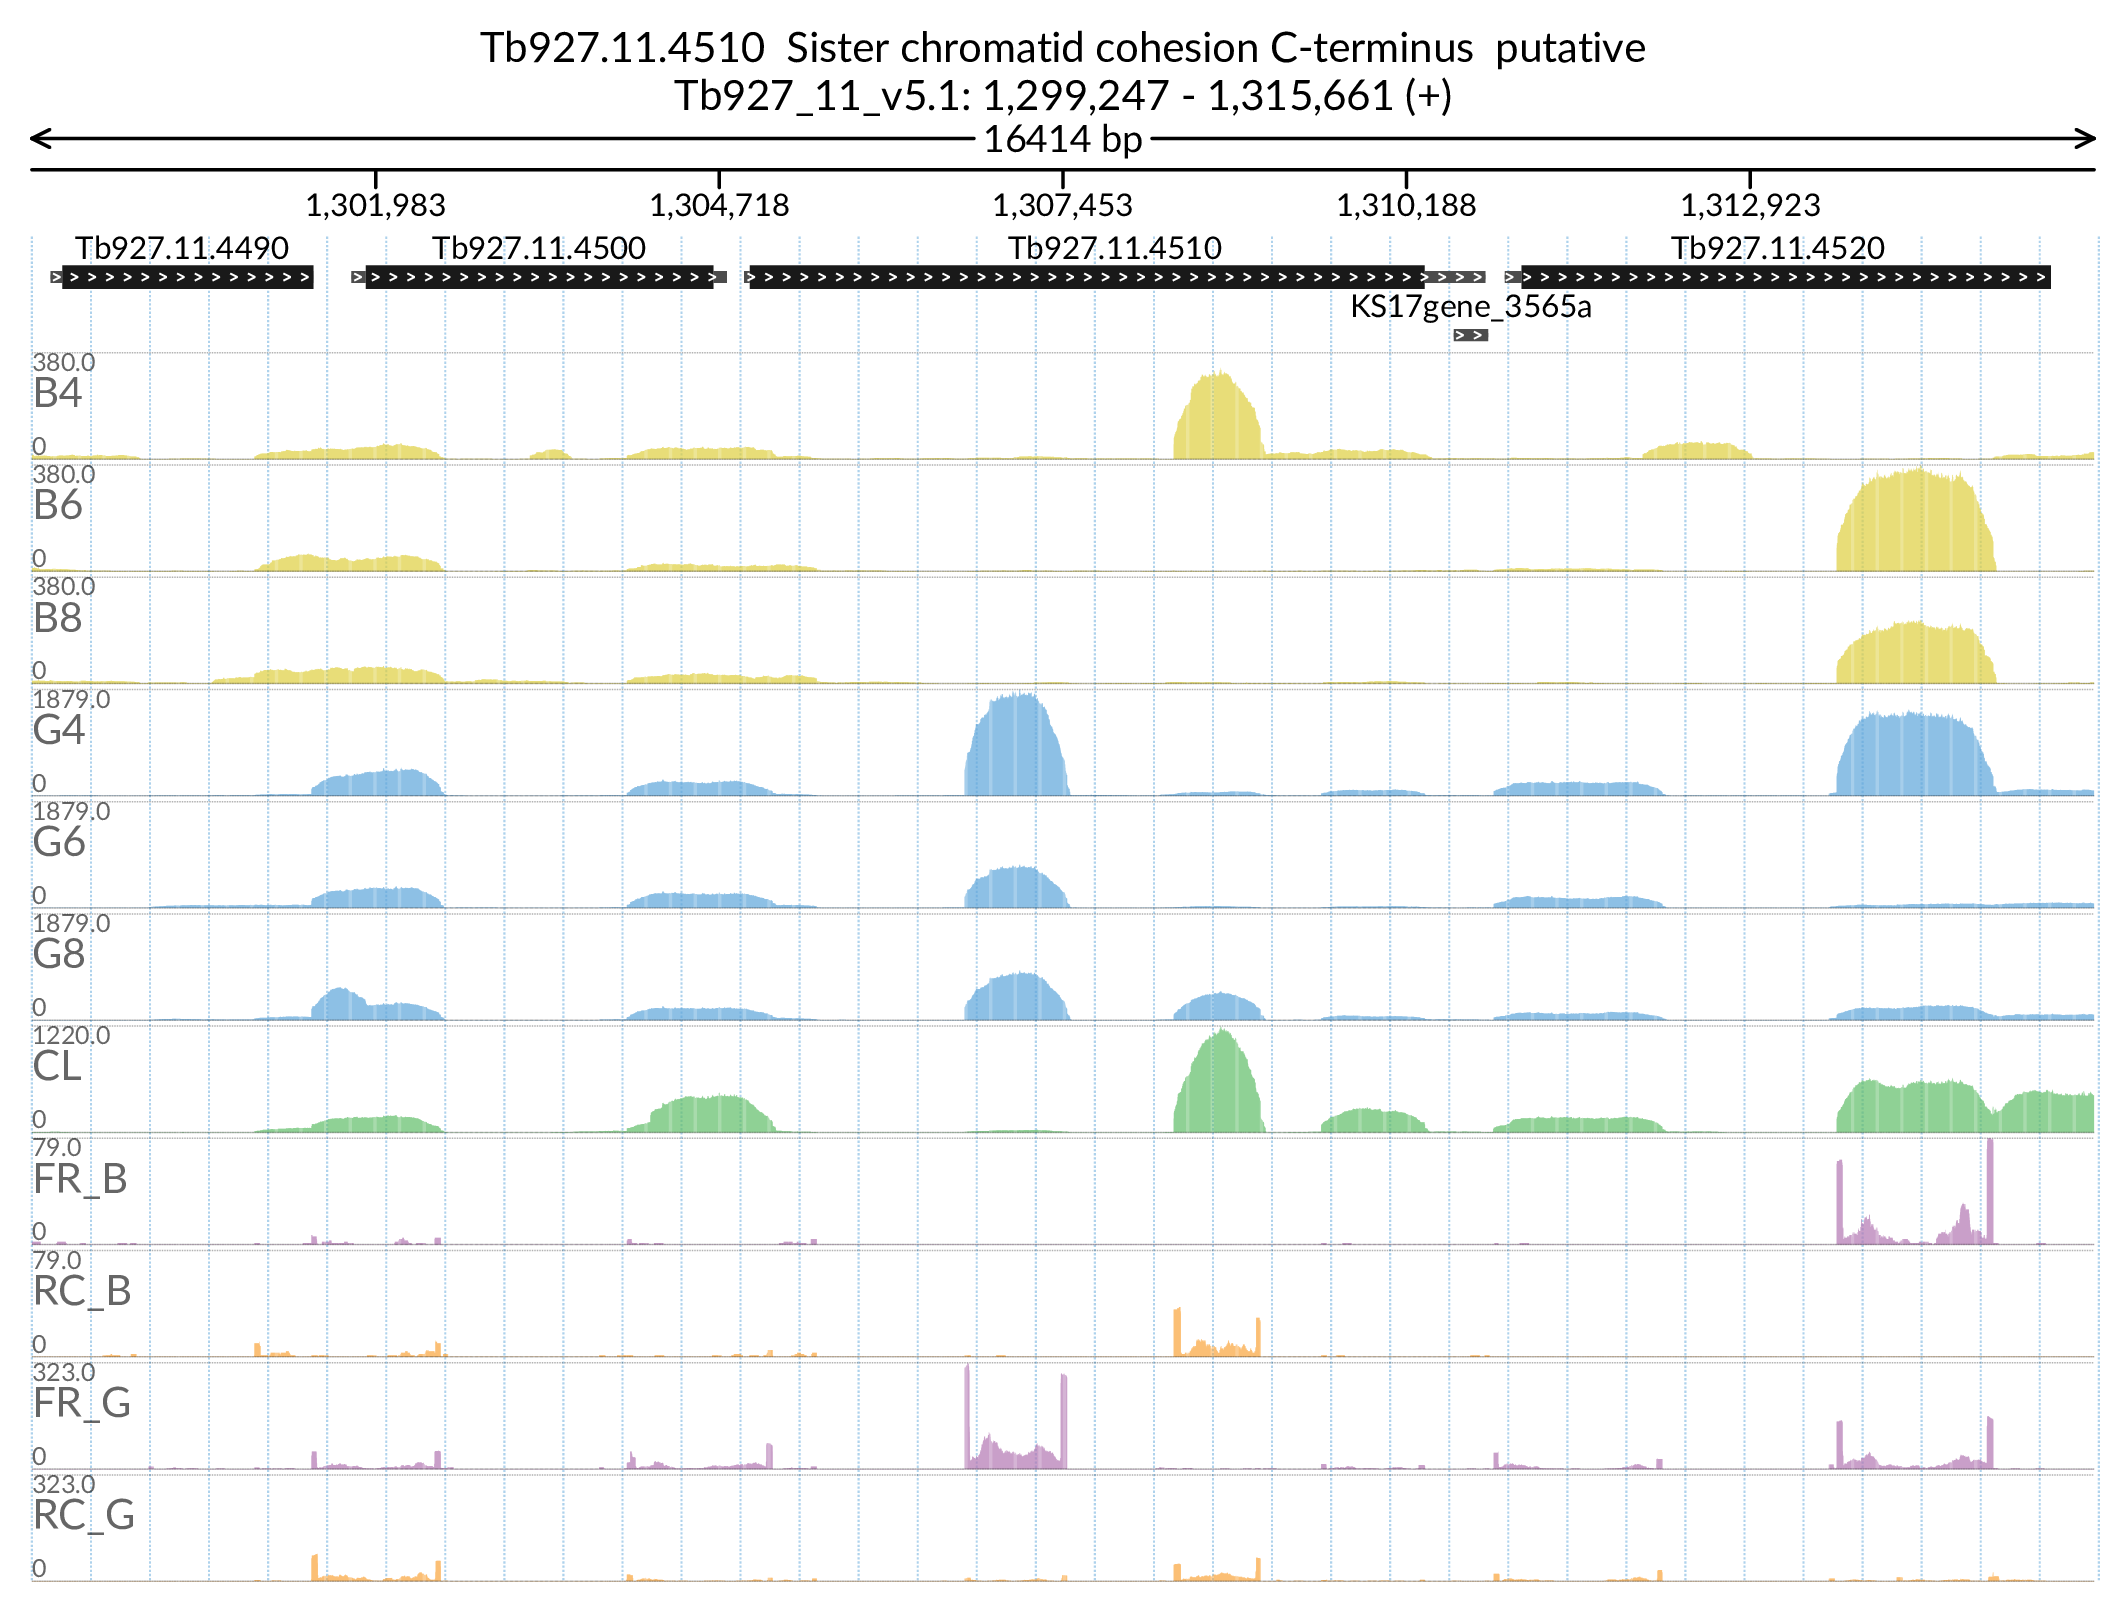 Tb927.11.4510  Sister chromatid cohesion C-terminus  putative
Tb927_11_v5.1: 1,299,247 - 1,315,661 (+)
16414 bp
1,301,983 1,304,718 1,307,453 1,310,188 1,312,923
Tb927.11.4490 Tb927.11.4500 Tb927.11.4510 Tb927.11.4520
KS17gene_3565a
380.0
B4
0
380.0
B6
0
380.0
B8
0
1879.0
G4
0
1879.0
G6
0
1879.0
G8
0
1220.0
CL
0
79.0
FR_B
0
79.0
RC_B
0
323.0
FR_G
0
323.0
RC_G
0